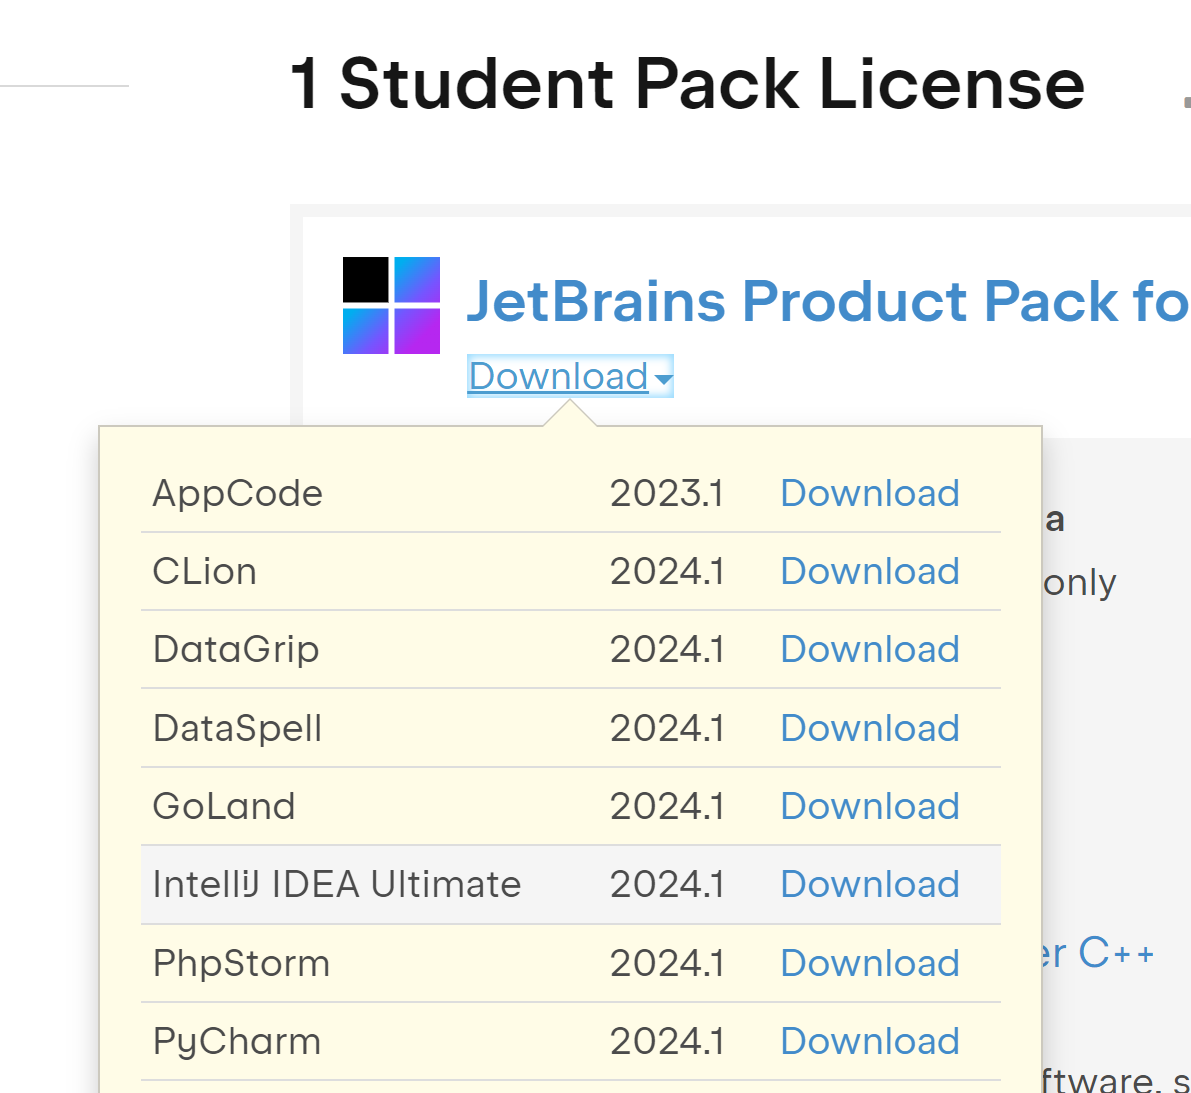 1 Student Pack License
JetBrains Product Pack fo
Download
AppCode 2023.1 Download
a
CLion 2024.1 Download
only
DataGrip 2024.1 Download
DataSpell 2024.1 Download
GoLand 2024.1 Download
IntelliJ IDEA Ultimate 2024.1 Download
PhpStorm 2024.1 Download
er C++
PyCharm 2024.1 Download
ftware, s